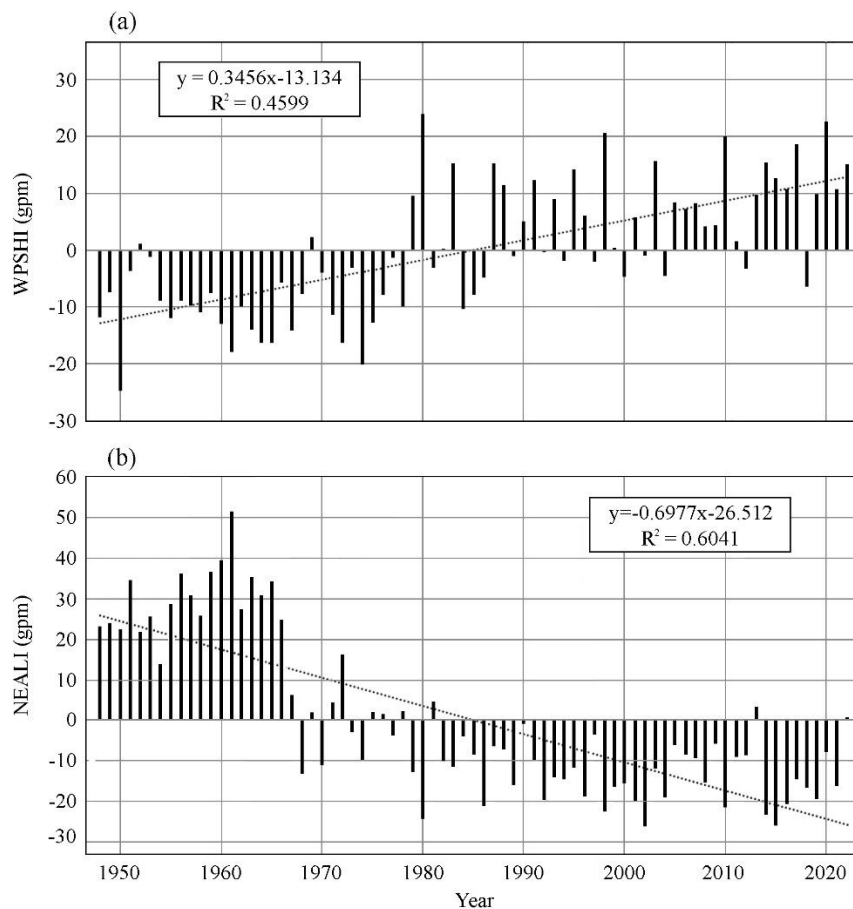 (a)
y = 0.3456x-13.134
R² = 0.4599
WPSHI (gpm)
30
20
10
0
-10
-20
-30
(b)
y=-0.6977x-26.512
R² = 0.6041
NEALI (gpm)
60
50
40
30
20
10
0
-10
-20
-30
1950 1960 1970 1980 1990 2000 2010 2020
Year